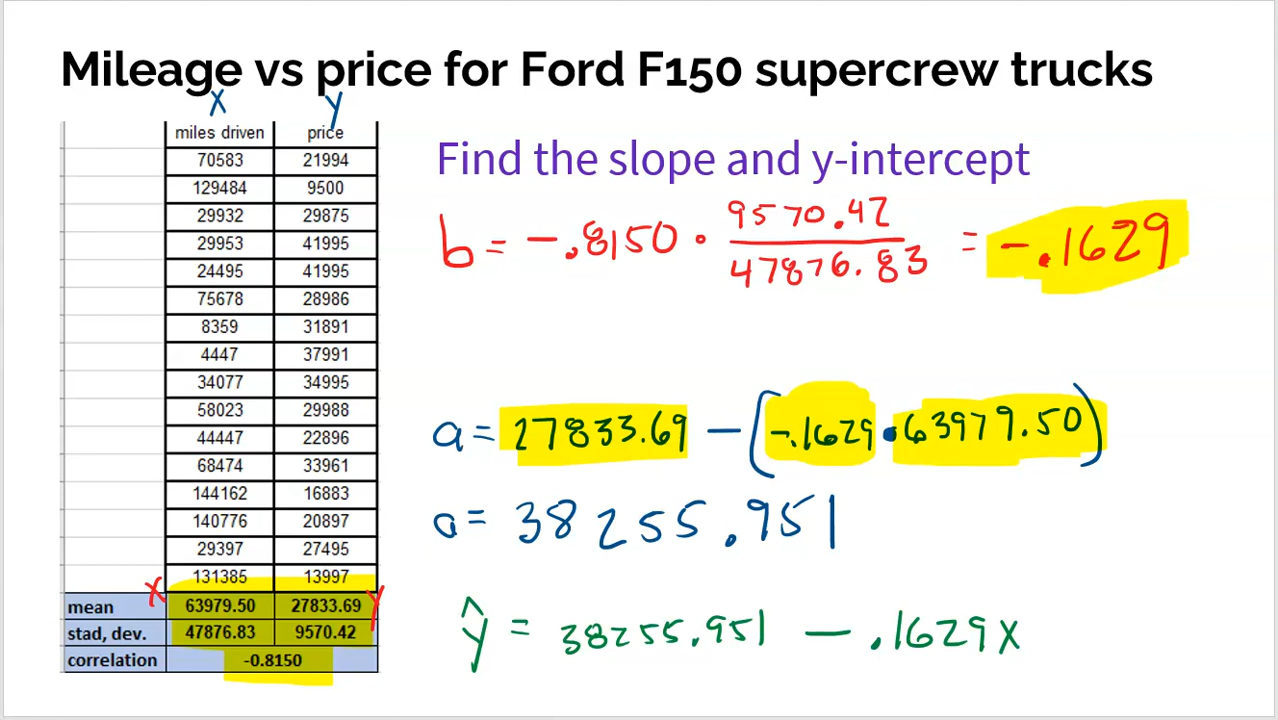 Mileage vs price for Ford F150 supercrew trucks
x y
miles driven price
70583 21994
129484 9500
29932 29875
29953 41995
24495 41995
75678 28986
8359 31891
4447 37991
34077 34995
58023 29988
44447 22896
68474 33961
144162 16883
140776 20897
29397 27495
131385 13997
x y
mean 63979.50 27833.69
stad, dev. 47876.83 9570.42
correlation -0.8150
Find the slope and y-intercept
b = -.8150 · 9570.42 / 47876.83 = -.1629
a = 27833.69 - (-.1629 · 63979.50)
a = 38255.951
ŷ = 38255.951 - .1629x